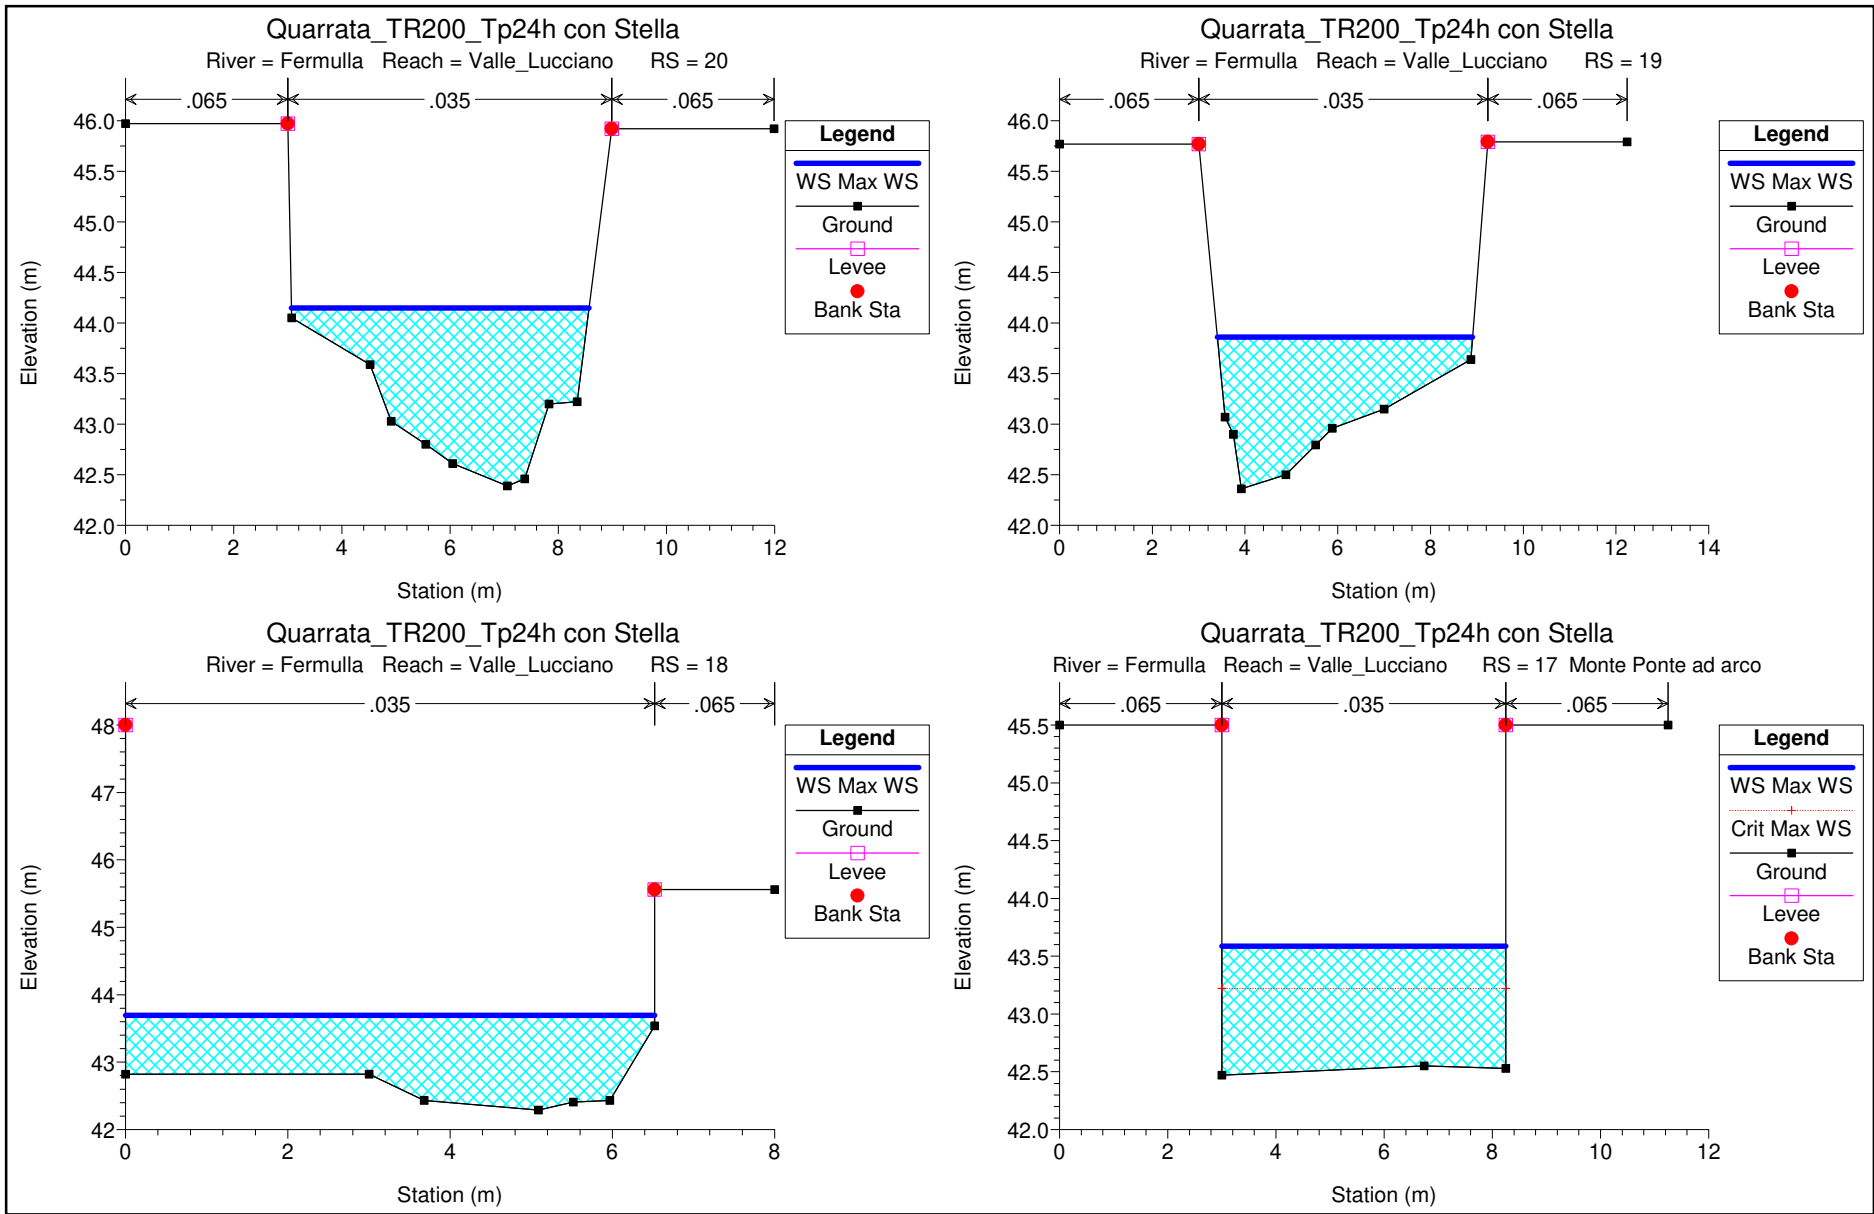 Quarrata_TR200_Tp24h con Stella
River = Fermulla Reach = Valle_Lucciano RS = 20
.065 .035 .065
46.0
45.5
45.0
44.5
44.0
43.5
43.0
42.5
42.0
Elevation (m)
0 2 4 6 8 10 12
Station (m)
Legend
WS Max WS
Ground
Levee
Bank Sta
Quarrata_TR200_Tp24h con Stella
River = Fermulla Reach = Valle_Lucciano RS = 19
.065 .035 .065
46.0
45.5
45.0
44.5
44.0
43.5
43.0
42.5
42.0
Elevation (m)
0 2 4 6 8 10 12 14
Station (m)
Legend
WS Max WS
Ground
Levee
Bank Sta
Quarrata_TR200_Tp24h con Stella
River = Fermulla Reach = Valle_Lucciano RS = 18
.035 .065
48
47
46
45
44
43
42
Elevation (m)
0 2 4 6 8
Station (m)
Legend
WS Max WS
Ground
Levee
Bank Sta
Quarrata_TR200_Tp24h con Stella
River = Fermulla Reach = Valle_Lucciano RS = 17 Monte Ponte ad arco
.065 .035 .065
45.5
45.0
44.5
44.0
43.5
43.0
42.5
42.0
Elevation (m)
0 2 4 6 8 10 12
Station (m)
Legend
WS Max WS
Crit Max WS
Ground
Levee
Bank Sta